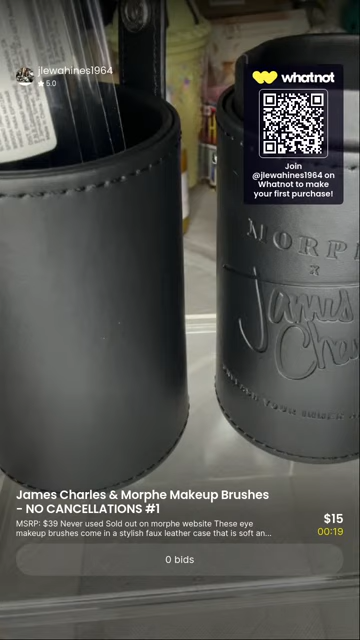 jlewahines1964
5.0
whatnot
Join
@jlewahines1964 on
Whatnot to make
your first purchase!
MORPH
X
James
James Charles & Morphe Makeup Brushes
- NO CANCELLATIONS #1
MSRP: $39 Never used Sold out on morphe website These eye
makeup brushes come in a stylish faux leather case that is soft an...
$15
00:19
0 bids